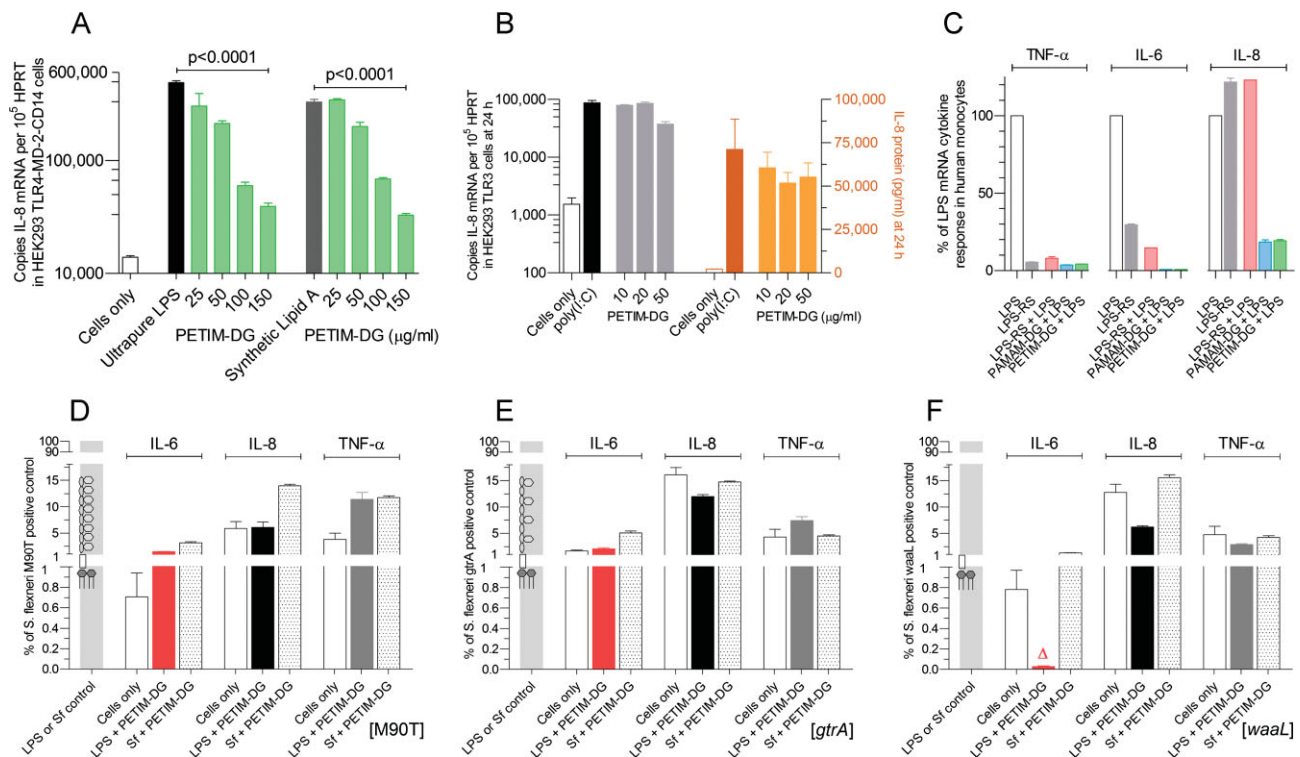 A
Copies IL-8 mRNA per 10⁵ HPRT
in HEK293 TLR4-MD-2-CD14 cells
p<0.0001
p<0.0001
600,000
100,000
10,000
Cells only
Ultrapure LPS
25
50
100
150
Synthetic Lipid A
25
50
100
150
PETIM-DG
PETIM-DG (μg/ml)
B
Copies IL-8 mRNA per 10⁵ HPRT
in HEK293 TLR3 cells at 24 h
100,000
10,000
1,000
100
Cells only
poly(I:C)
10
20
50
PETIM-DG
Cells only
poly(I:C)
10
20
50
PETIM-DG (μg/ml)
100,000
75,000
50,000
25,000
0
IL-8 protein (pg/ml) at 24 h
C
% of LPS mRNA cytokine
response in human monocytes
TNF-α
IL-6
IL-8
100
50
0
LPS
LPS-RS
LPS-RS + LPS
PAMAM-DG + LPS
PETIM-DG + LPS
LPS
LPS-RS
LPS-RS + LPS
PAMAM-DG + LPS
PETIM-DG + LPS
LPS
LPS-RS
LPS-RS + LPS
PAMAM-DG + LPS
PETIM-DG + LPS
D
% of S. flexneri M90T positive control
IL-6
IL-8
TNF-α
100
90
15
10
5
1
1
0.8
0.6
0.4
0.2
0.0
LPS or Sf control
Cells only
LPS + PETIM-DG
Sf + PETIM-DG
Cells only
LPS + PETIM-DG
Sf + PETIM-DG
Cells only
LPS + PETIM-DG
Sf + PETIM-DG
[M90T]
E
% of S. flexneri gtrA positive control
IL-6
IL-8
TNF-α
100
90
15
10
5
1
1
0.8
0.6
0.4
0.2
0.0
LPS or Sf control
Cells only
LPS + PETIM-DG
Sf + PETIM-DG
Cells only
LPS + PETIM-DG
Sf + PETIM-DG
Cells only
LPS + PETIM-DG
Sf + PETIM-DG
[gtrA]
F
% of S. flexneri waaL positive control
IL-6
IL-8
TNF-α
100
90
15
10
5
1
1
0.8
0.6
0.4
0.2
0.0
Δ
LPS or Sf control
Cells only
LPS + PETIM-DG
Sf + PETIM-DG
Cells only
LPS + PETIM-DG
Sf + PETIM-DG
Cells only
LPS + PETIM-DG
Sf + PETIM-DG
[waaL]